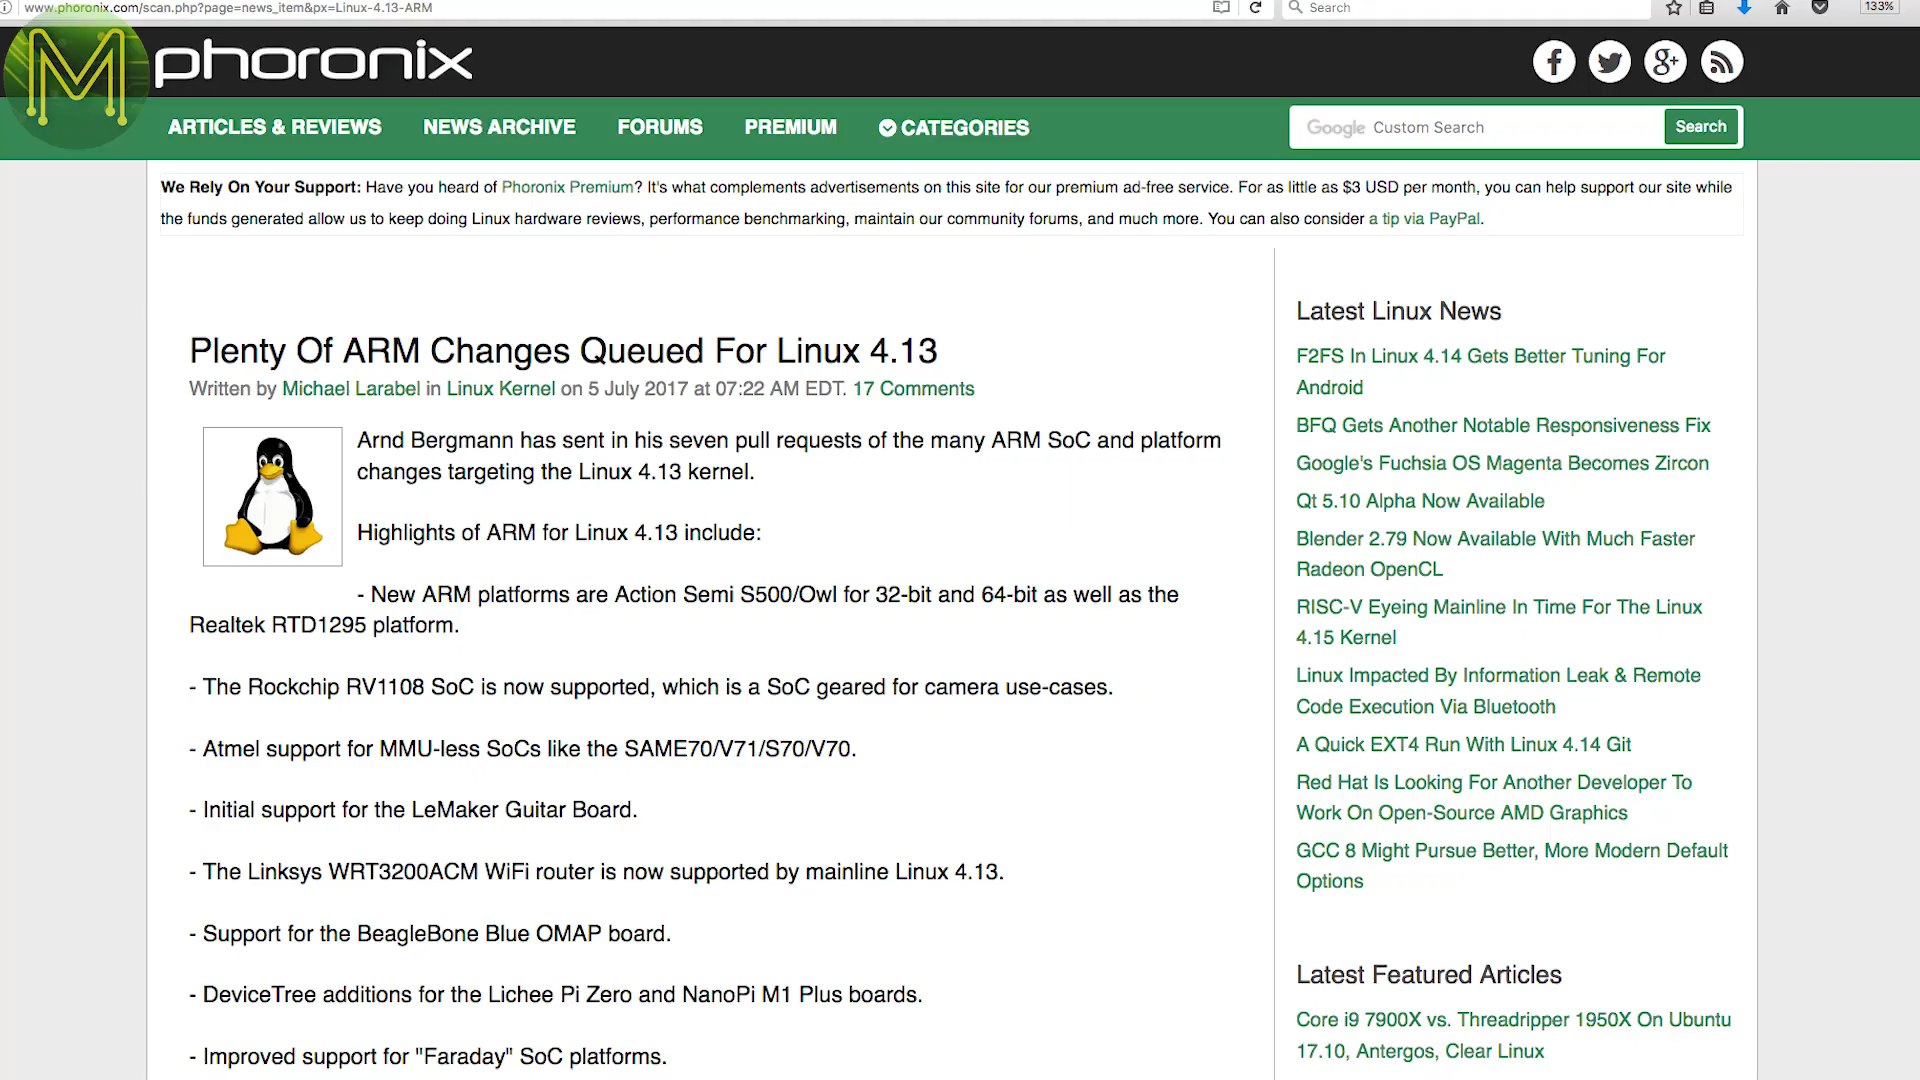 www.phoronix.com/scan.php?page=news_item&px=Linux-4.13-ARM
Search
133%
M
phoronix
ARTICLES & REVIEWS
NEWS ARCHIVE
FORUMS
PREMIUM
CATEGORIES
Google Custom Search
Search
We Rely On Your Support: Have you heard of Phoronix Premium? It's what complements advertisements on this site for our premium ad-free service. For as little as $3 USD per month, you can help support our site while
the funds generated allow us to keep doing Linux hardware reviews, performance benchmarking, maintain our community forums, and much more. You can also consider a tip via PayPal.
Plenty Of ARM Changes Queued For Linux 4.13
Written by Michael Larabel in Linux Kernel on 5 July 2017 at 07:22 AM EDT. 17 Comments
Arnd Bergmann has sent in his seven pull requests of the many ARM SoC and platform
changes targeting the Linux 4.13 kernel.
Highlights of ARM for Linux 4.13 include:
- New ARM platforms are Action Semi S500/Owl for 32-bit and 64-bit as well as the
Realtek RTD1295 platform.
- The Rockchip RV1108 SoC is now supported, which is a SoC geared for camera use-cases.
- Atmel support for MMU-less SoCs like the SAME70/V71/S70/V70.
- Initial support for the LeMaker Guitar Board.
- The Linksys WRT3200ACM WiFi router is now supported by mainline Linux 4.13.
- Support for the BeagleBone Blue OMAP board.
- DeviceTree additions for the Lichee Pi Zero and NanoPi M1 Plus boards.
- Improved support for "Faraday" SoC platforms.
Latest Linux News
F2FS In Linux 4.14 Gets Better Tuning For
Android
BFQ Gets Another Notable Responsiveness Fix
Google's Fuchsia OS Magenta Becomes Zircon
Qt 5.10 Alpha Now Available
Blender 2.79 Now Available With Much Faster
Radeon OpenCL
RISC-V Eyeing Mainline In Time For The Linux
4.15 Kernel
Linux Impacted By Information Leak & Remote
Code Execution Via Bluetooth
A Quick EXT4 Run With Linux 4.14 Git
Red Hat Is Looking For Another Developer To
Work On Open-Source AMD Graphics
GCC 8 Might Pursue Better, More Modern Default
Options
Latest Featured Articles
Core i9 7900X vs. Threadripper 1950X On Ubuntu
17.10, Antergos, Clear Linux